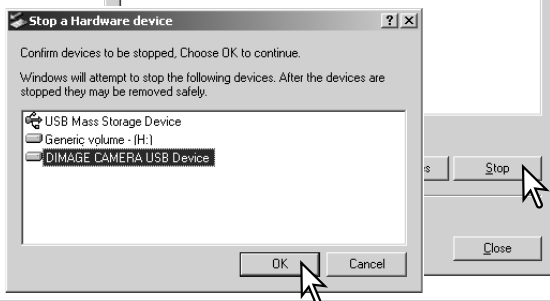 Stop a Hardware device
Confirm devices to be stopped, Choose OK to continue.
Windows will attempt to stop the following devices. After the devices are
stopped they may be removed safely.
USB Mass Storage Device
Generic volume - (H:)
DIMAGE CAMERA USB Device
Stop
OK
Cancel
Close